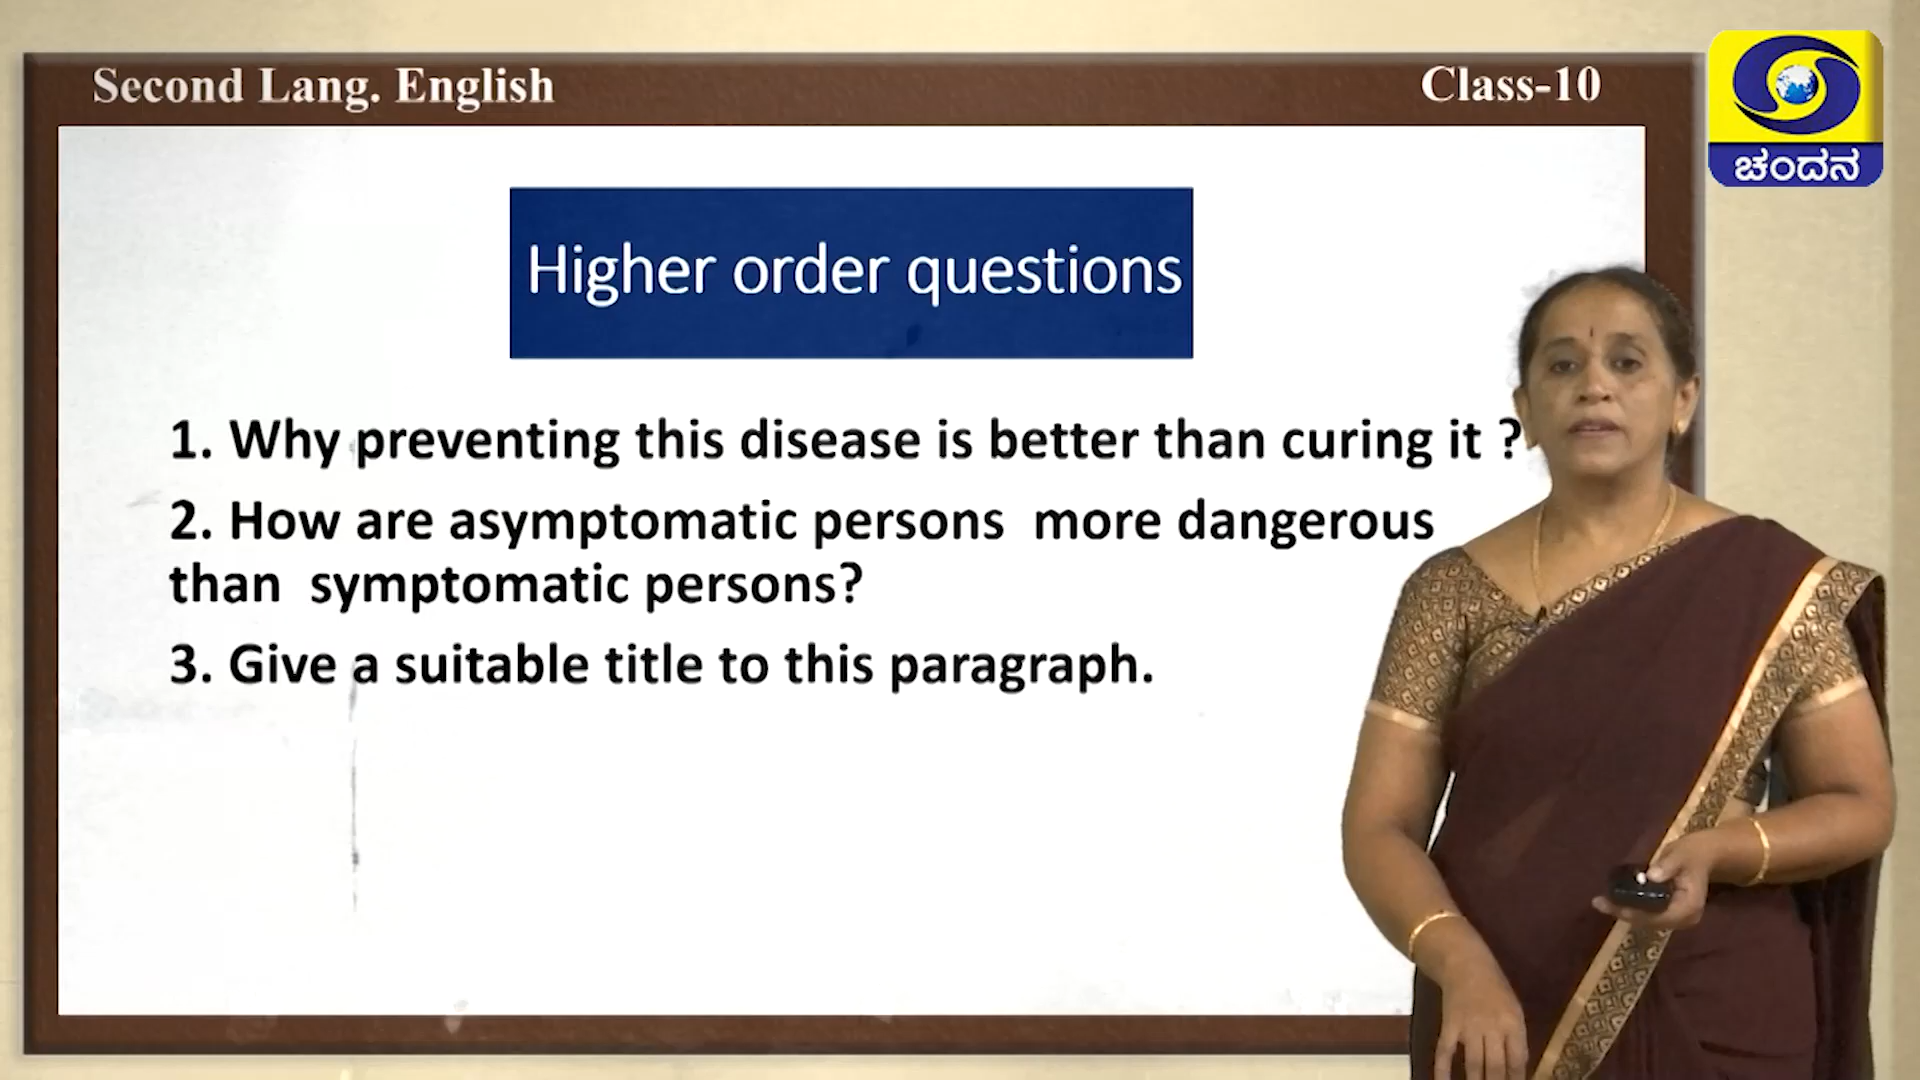 Second Lang. English
Class-10
ಚಂದನ
Higher order questions
1. Why preventing this disease is better than curing it ?
2. How are asymptomatic persons more dangerous
than symptomatic persons?
3. Give a suitable title to this paragraph.